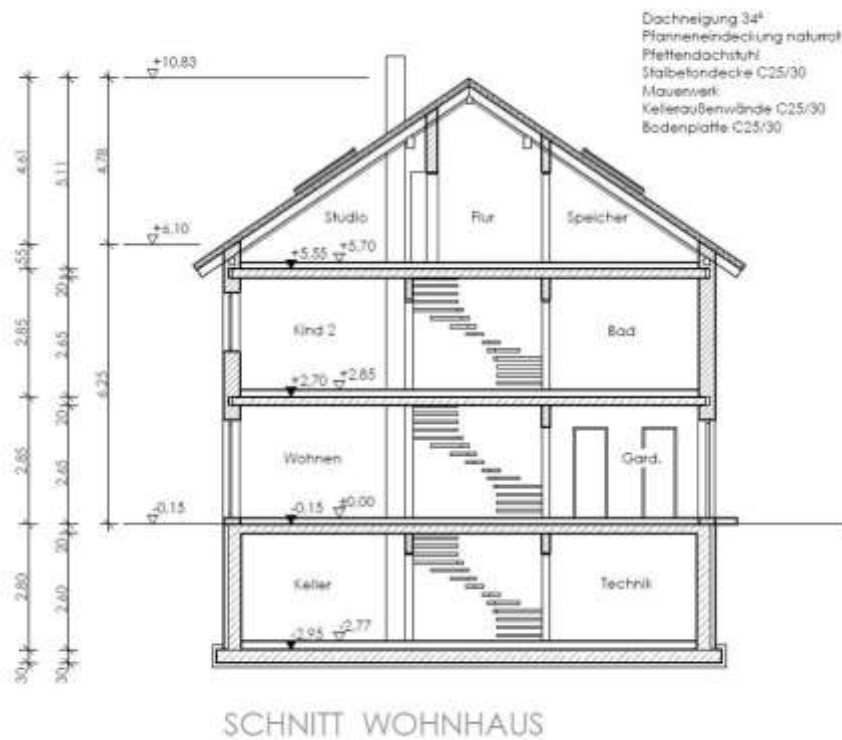 Dachneigung 34°
Pfanneneindeckung naturrot
Pfettendachstuhl
Stalbetondecke C25/30
Mauerwerk
Kelleraußenwände C25/30
Bodenplatte C25/30
+10.83
4,61
5,11
4,78
+6,10
Studio
Flur
Speicher
+5,55
+5,70
55
20
Kind 2
Bad
2,85
2,65
6,25
+2,70
+2,85
20
Wohnen
Gard.
2,85
2,65
-0,15
-0,15
±0,00
20
Keller
Technik
2,80
2,60
-2,95
-2,77
30
30
SCHNITT WOHNHAUS